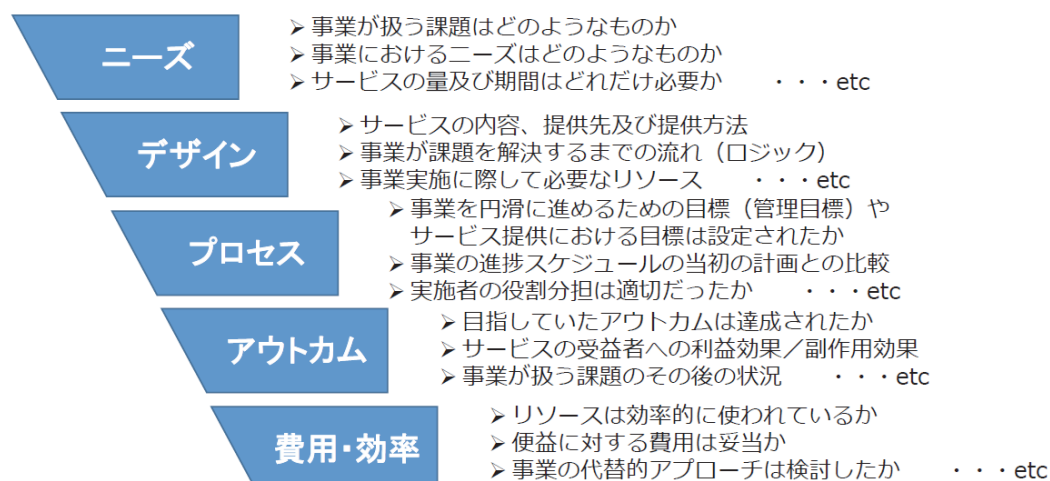 ニーズ
➢事業が扱う課題はどのようなものか
➢事業におけるニーズはどのようなものか
➢サービスの量及び期間はどれだけ必要か　・・・etc
デザイン
➢サービスの内容、提供先及び提供方法
➢事業が課題を解決するまでの流れ（ロジック）
➢事業実施に際して必要なリソース　・・・etc
プロセス
➢事業を円滑に進めるための目標（管理目標）や
サービス提供における目標は設定されたか
➢事業の進捗スケジュールの当初の計画との比較
➢実施者の役割分担は適切だったか　・・・etc
アウトカム
➢目指していたアウトカムは達成されたか
➢サービスの受益者への利益効果／副作用効果
➢事業が扱う課題のその後の状況　・・・etc
費用・効率
➢リソースは効率的に使われているか
➢便益に対する費用は妥当か
➢事業の代替的アプローチは検討したか　・・・etc